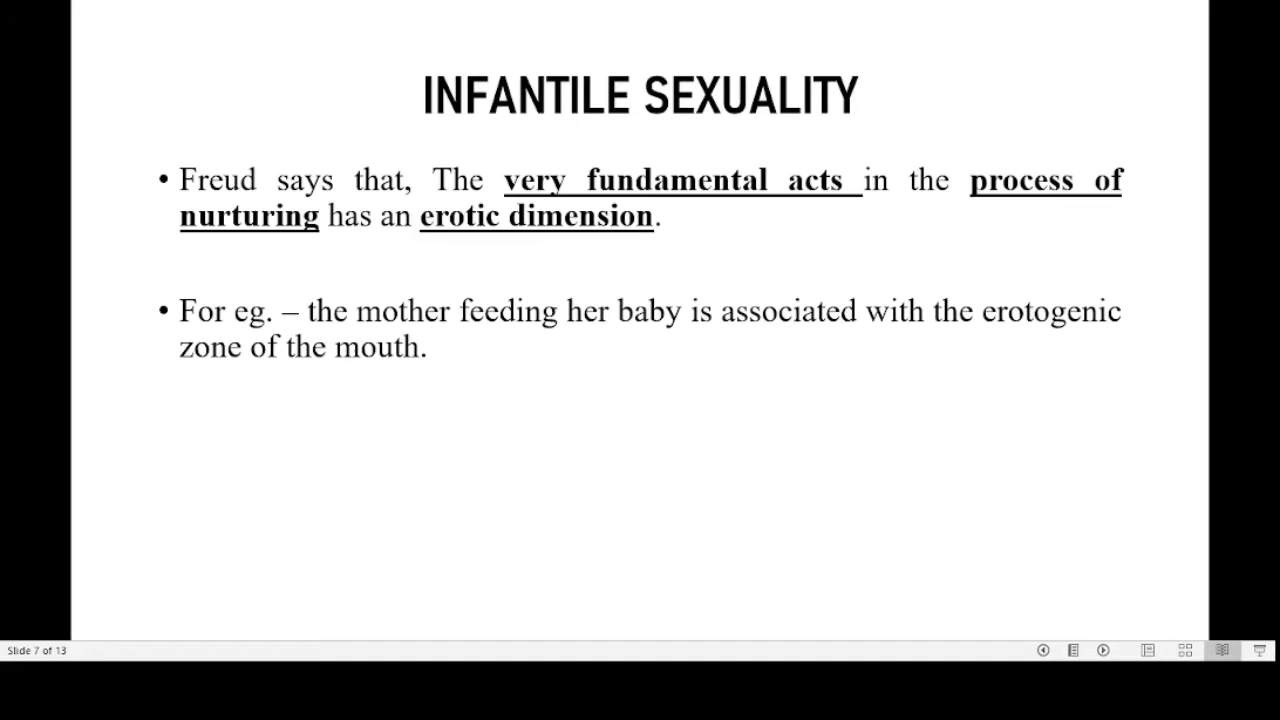 INFANTILE SEXUALITY
• Freud says that, The very fundamental acts in the process of
nurturing has an erotic dimension.
• For eg. – the mother feeding her baby is associated with the erotogenic
zone of the mouth.
Slide 7 of 13